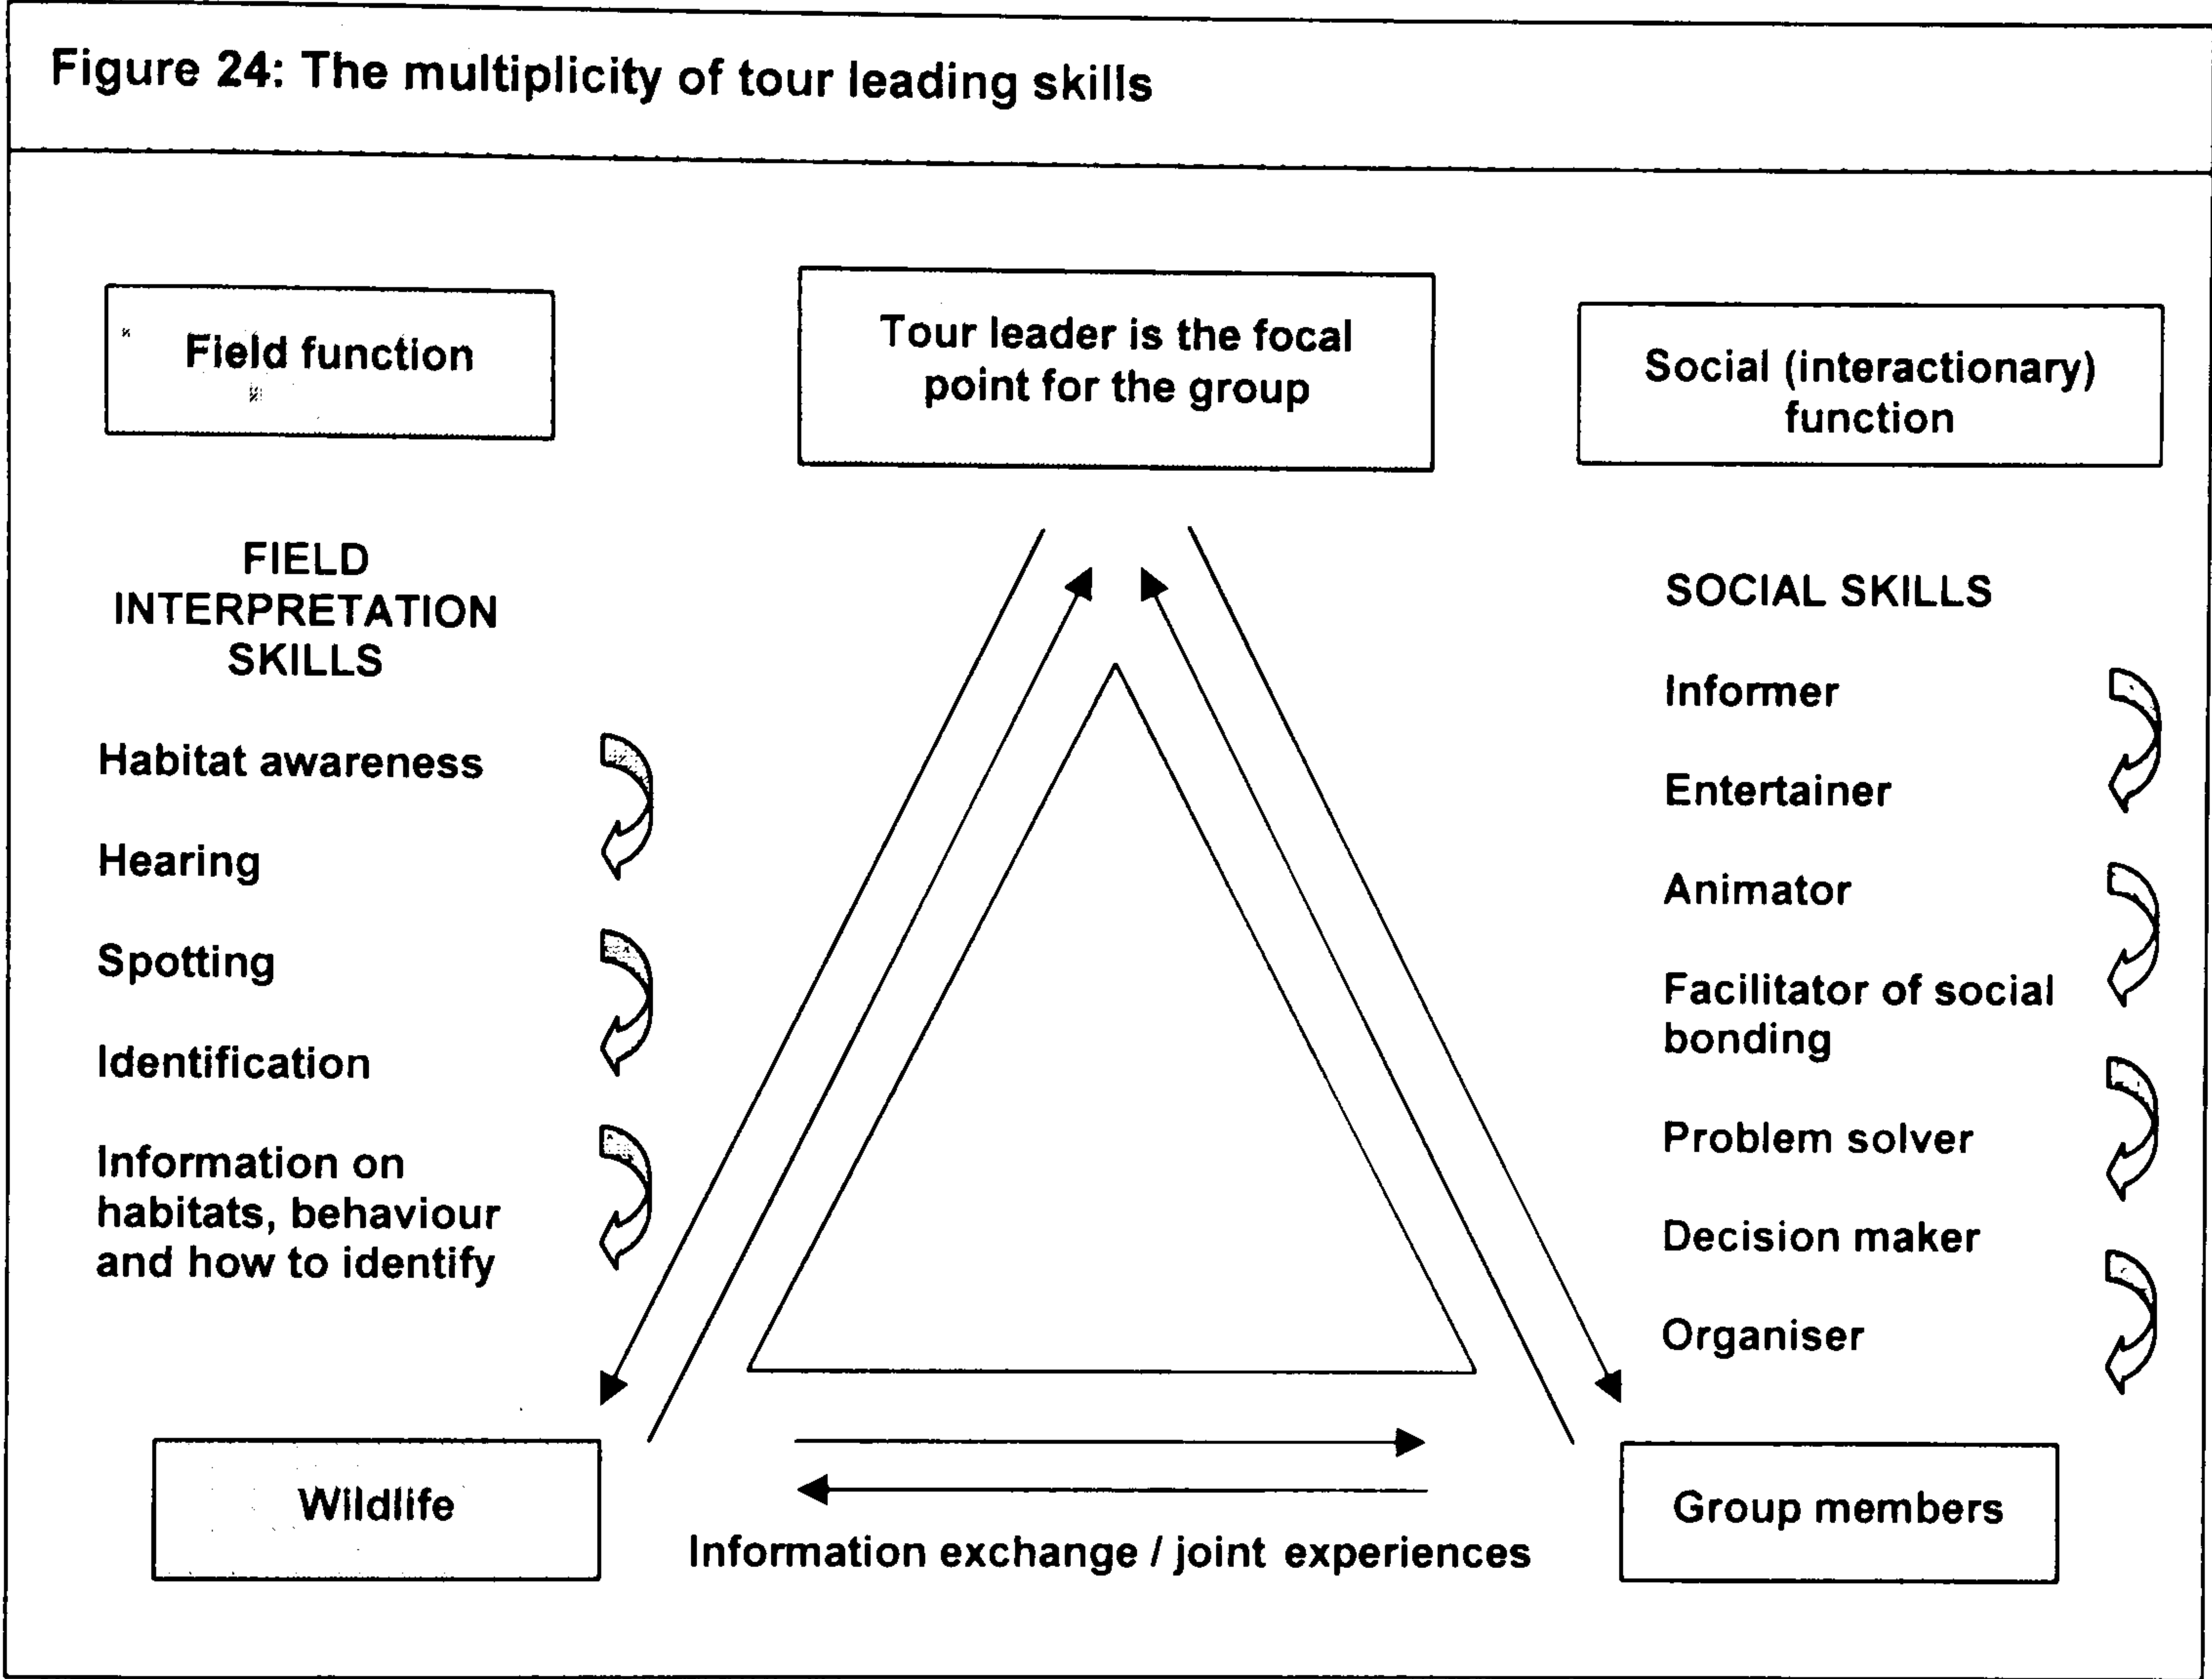 Figure 24: The multiplicity of tour leading skills
Field function
Tour leader is the focal
point for the group
Social (interactionary)
function
FIELD
INTERPRETATION
SKILLS
Habitat awareness
Hearing
Spotting
Identification
Information on
habitats, behaviour
and how to identify
SOCIAL SKILLS
Informer
Entertainer
Animator
Facilitator of social
bonding
Problem solver
Decision maker
Organiser
Wildlife
Information exchange / joint experiences
Group members